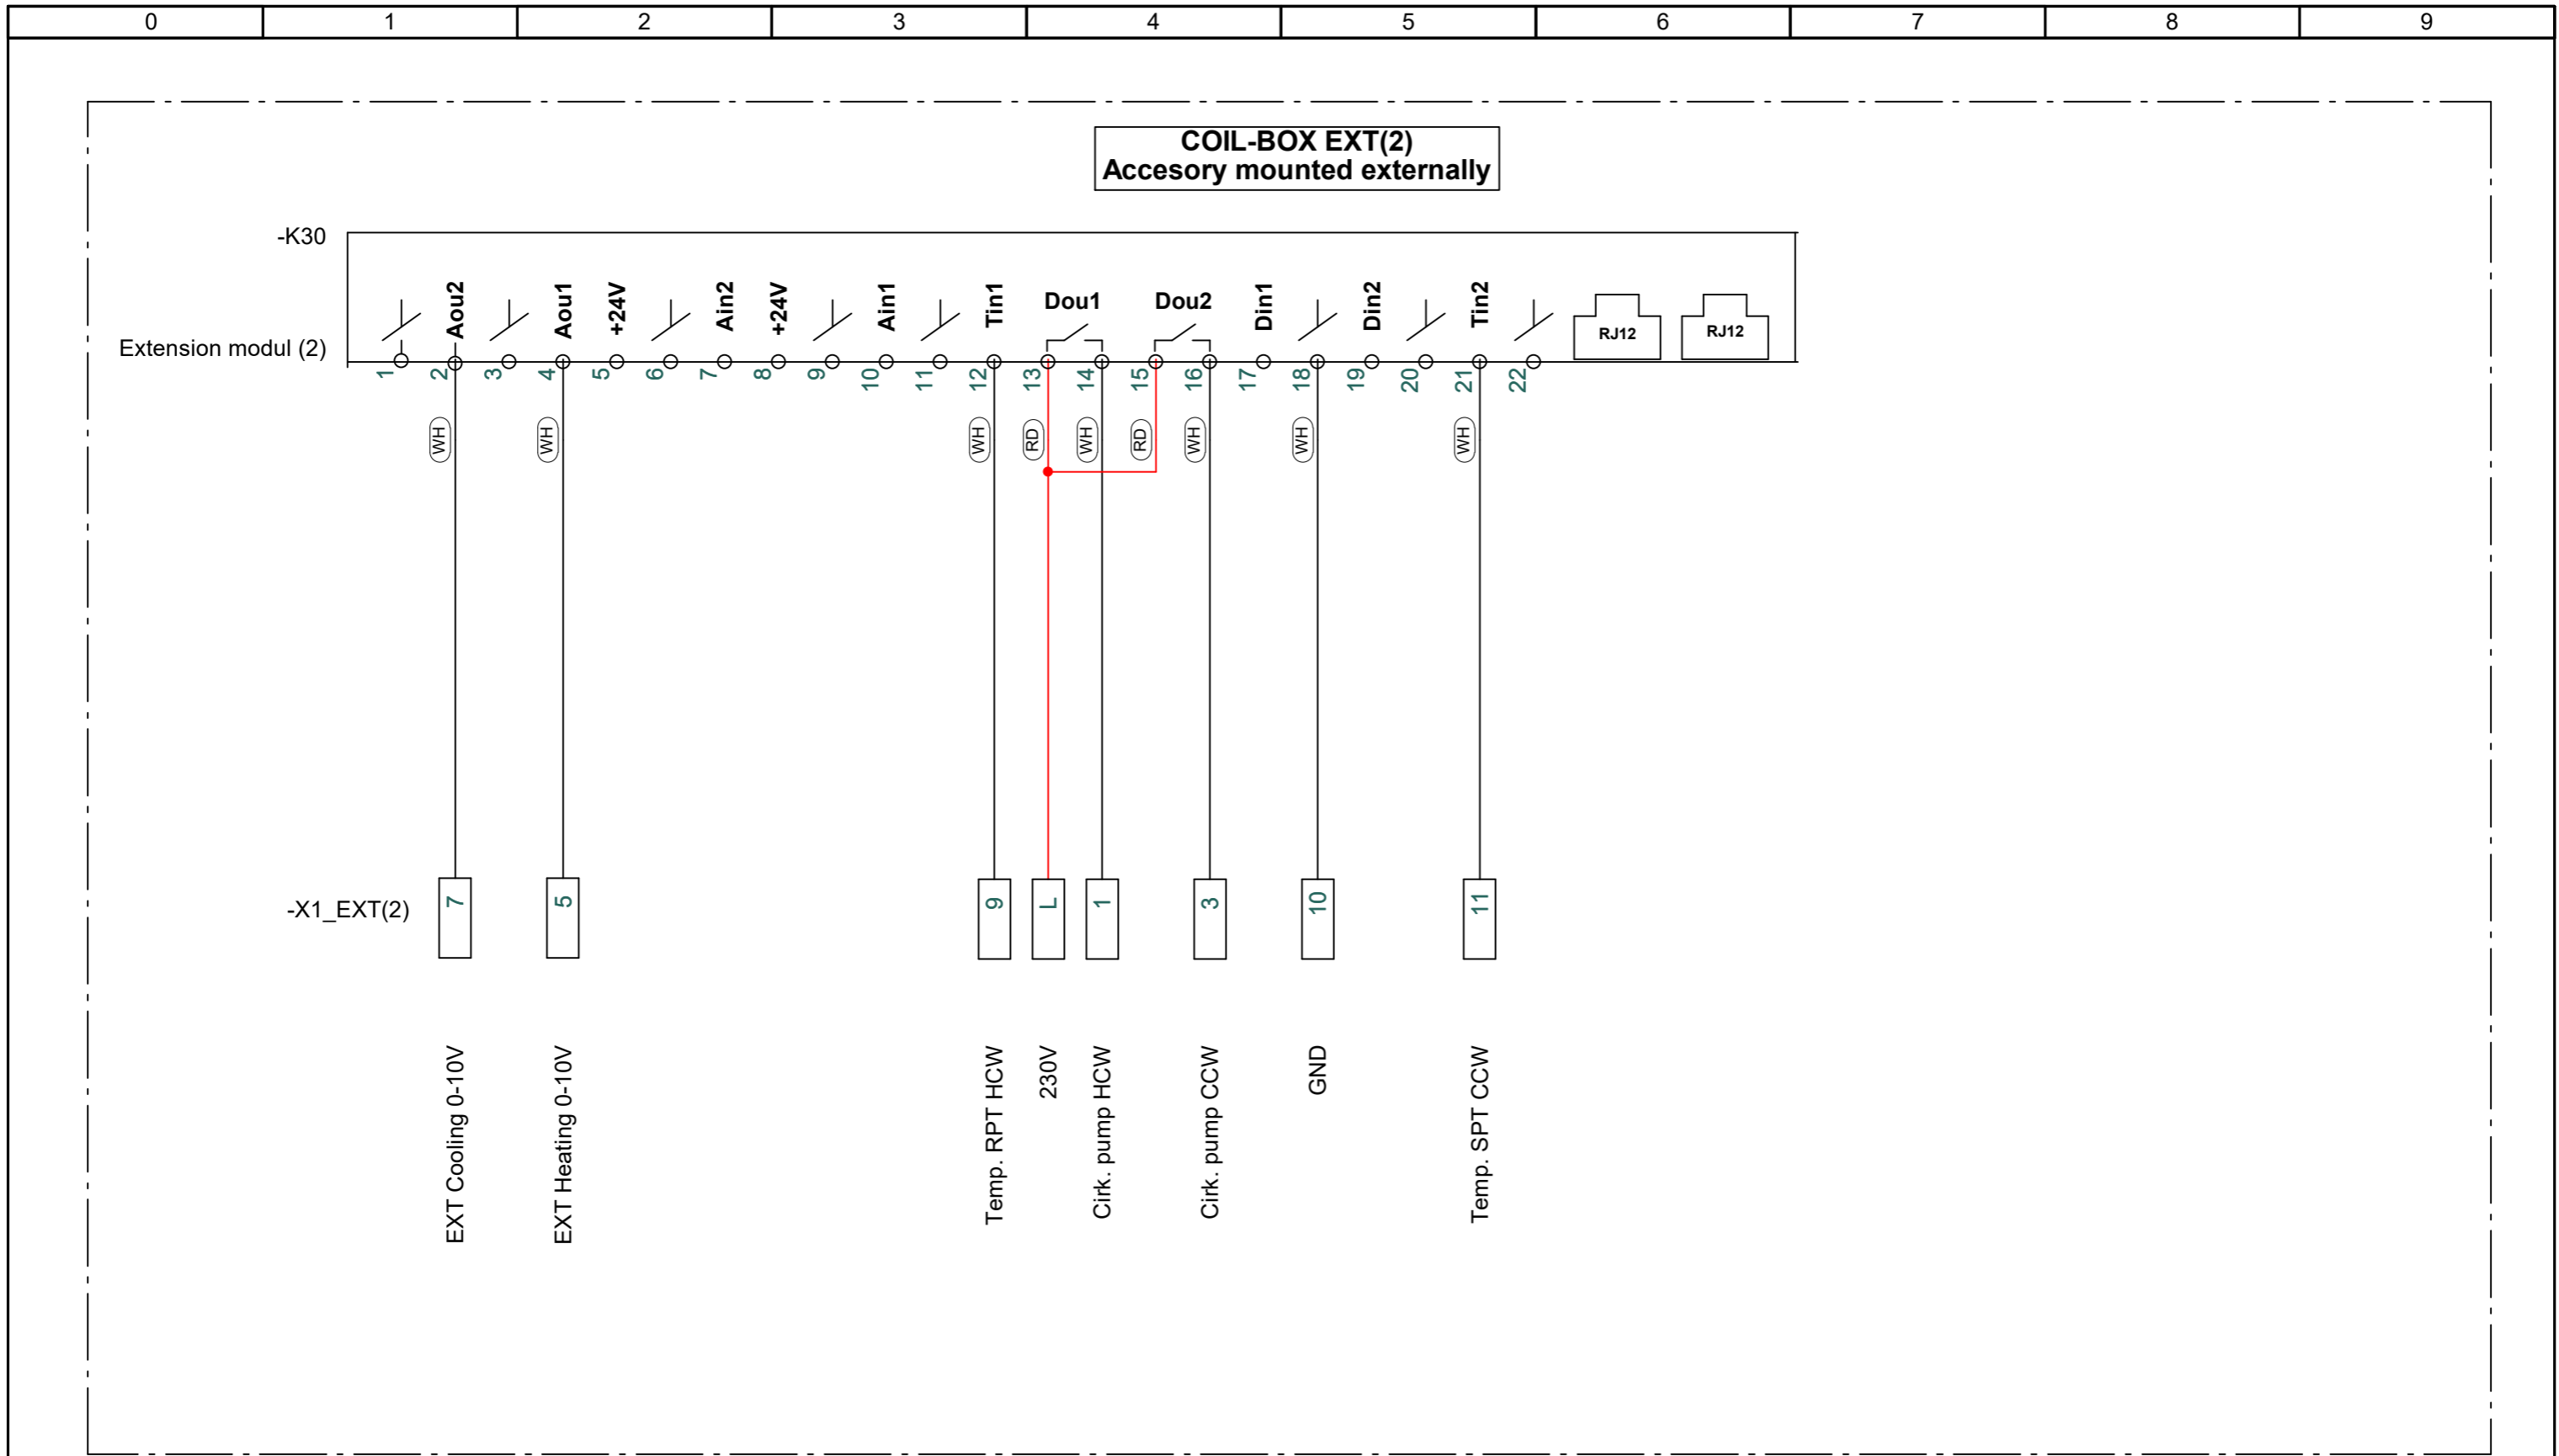 0 1 2 3 4 5 6 7 8 9
COIL-BOX EXT(2)
Accesory mounted externally
-K30
Aou2 Aou1 +24V Ain2 +24V Ain1 Tin1 Dou1 Dou2 Din1 Din2 Tin2 RJ12 RJ12
Extension modul (2)
1 2 3 4 5 6 7 8 9 10 11 12 13 14 15 16 17 18 19 20 21 22
WH WH WH RD WH RD WH WH WH
-X1_EXT(2) 7 5 9 L 1 3 10 11
EXT Cooling 0-10V
EXT Heating 0-10V
Temp. RPT HCW
230V
Cirk. pump HCW
Cirk. pump CCW
GND
Temp. SPT CCW